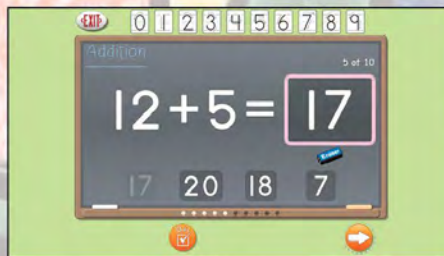 EXIT
0 1 2 3 4 5 6 7 8 9
Addition
5 of 10
12+5= 17
Eraser
17 20 18 7